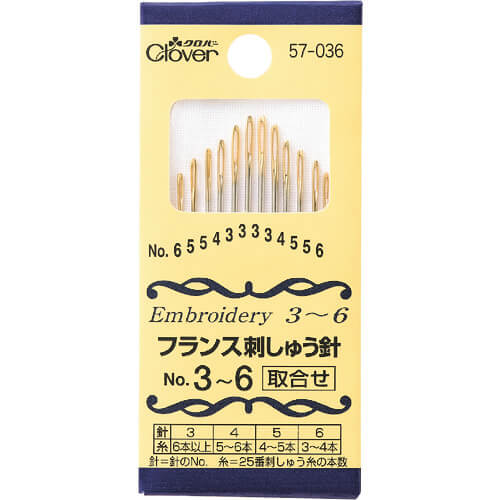 クロバー
Clover
57-036
No. 6 5 5 4 3 3 3 3 4 5 5 6
Embroidery 3～6
フランス刺しゅう針
No. 3～6 取合せ
針 3 4 5 6
糸 6本以上 5～6本 4～5本 3～4本
針=針のNo. 糸=25番刺しゅう糸の本数